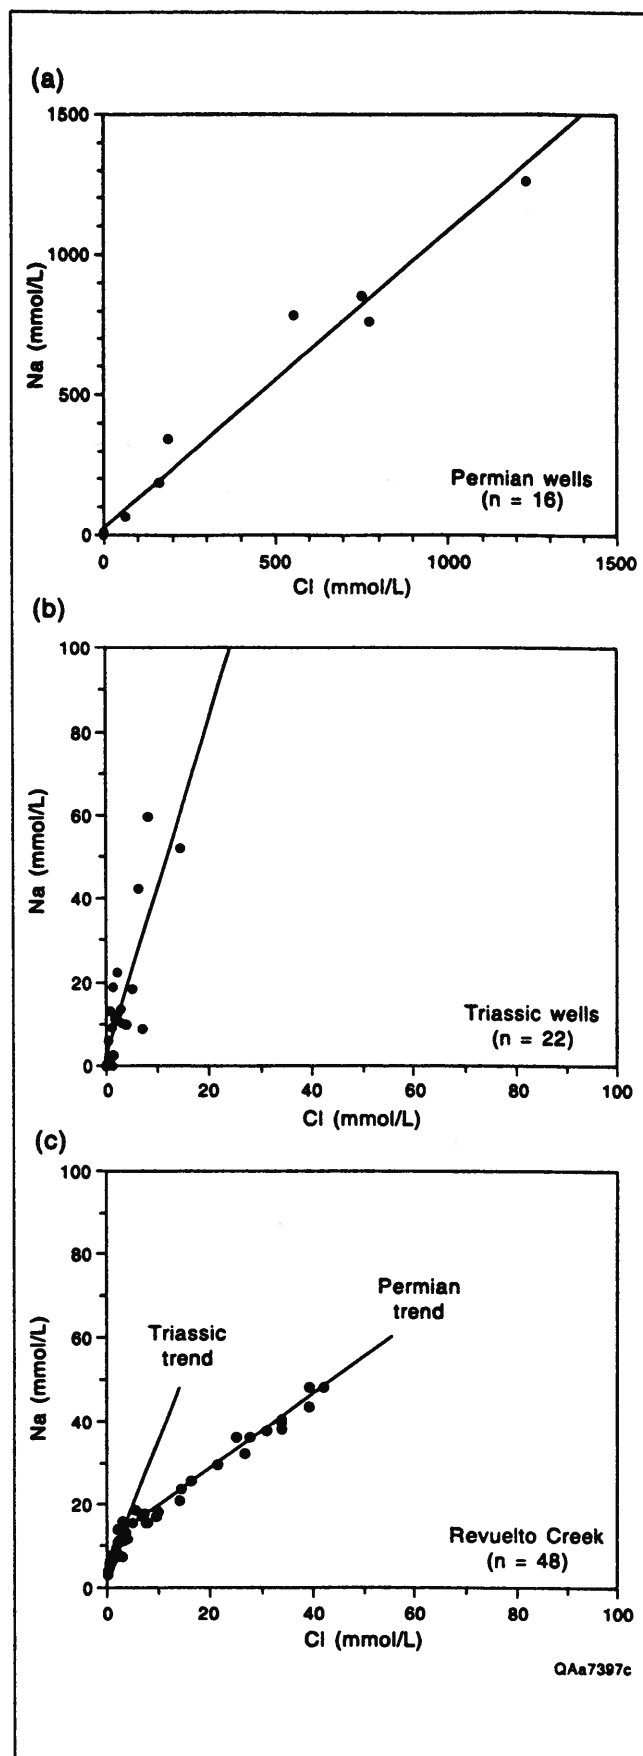 (a)
1500
1000
500
0
Na (mmol/L)
Permian wells
(n = 16)
0 500 1000 1500
Cl (mmol/L)
(b)
100
80
60
40
20
0
Na (mmol/L)
Triassic wells
(n = 22)
0 20 40 60 80 100
Cl (mmol/L)
(c)
100
80
60
40
20
0
Na (mmol/L)
Permian
trend
Triassic
trend
Revuelto Creek
(n = 48)
0 20 40 60 80 100
Cl (mmol/L)
QAa7397c